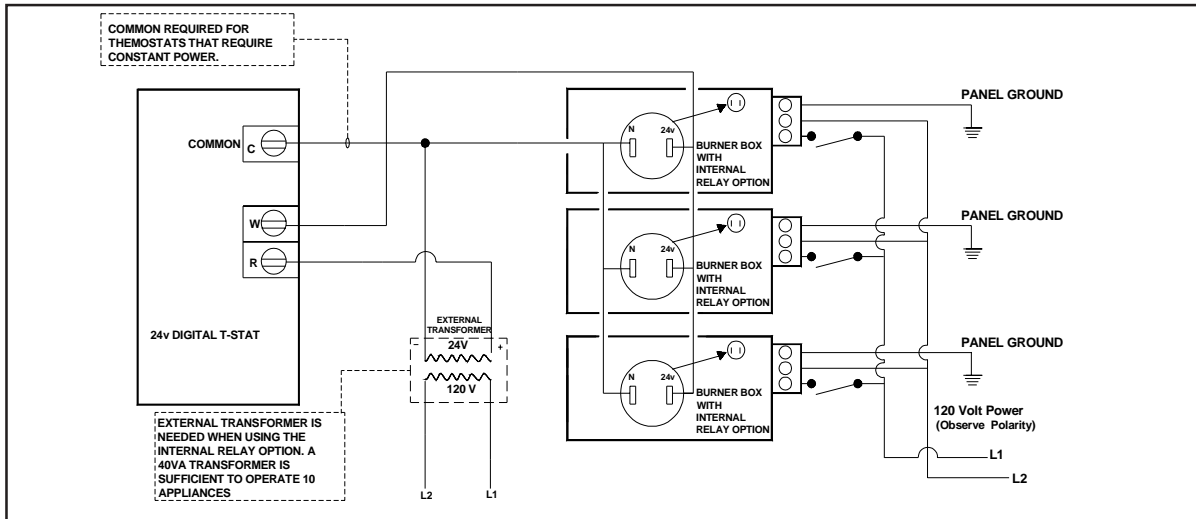 COMMON REQUIRED FOR
THEMOSTATS THAT REQUIRE
CONSTANT POWER.
COMMON
C
W
R
24v DIGITAL T-STAT
EXTERNAL
TRANSFORMER
–
24V
+
120 V
L2
L1
EXTERNAL TRANSFORMER IS
NEEDED WHEN USING THE
INTERNAL RELAY OPTION. A
40VA TRANSFORMER IS
SUFFICIENT TO OPERATE 10
APPLIANCES
N
24v
BURNER BOX
WITH
INTERNAL
RELAY OPTION
PANEL GROUND
N
24v
BURNER BOX
WITH
INTERNAL
RELAY OPTION
PANEL GROUND
N
24v
BURNER BOX
WITH
INTERNAL
RELAY OPTION
PANEL GROUND
120 Volt Power
(Observe Polarity)
L1
L2